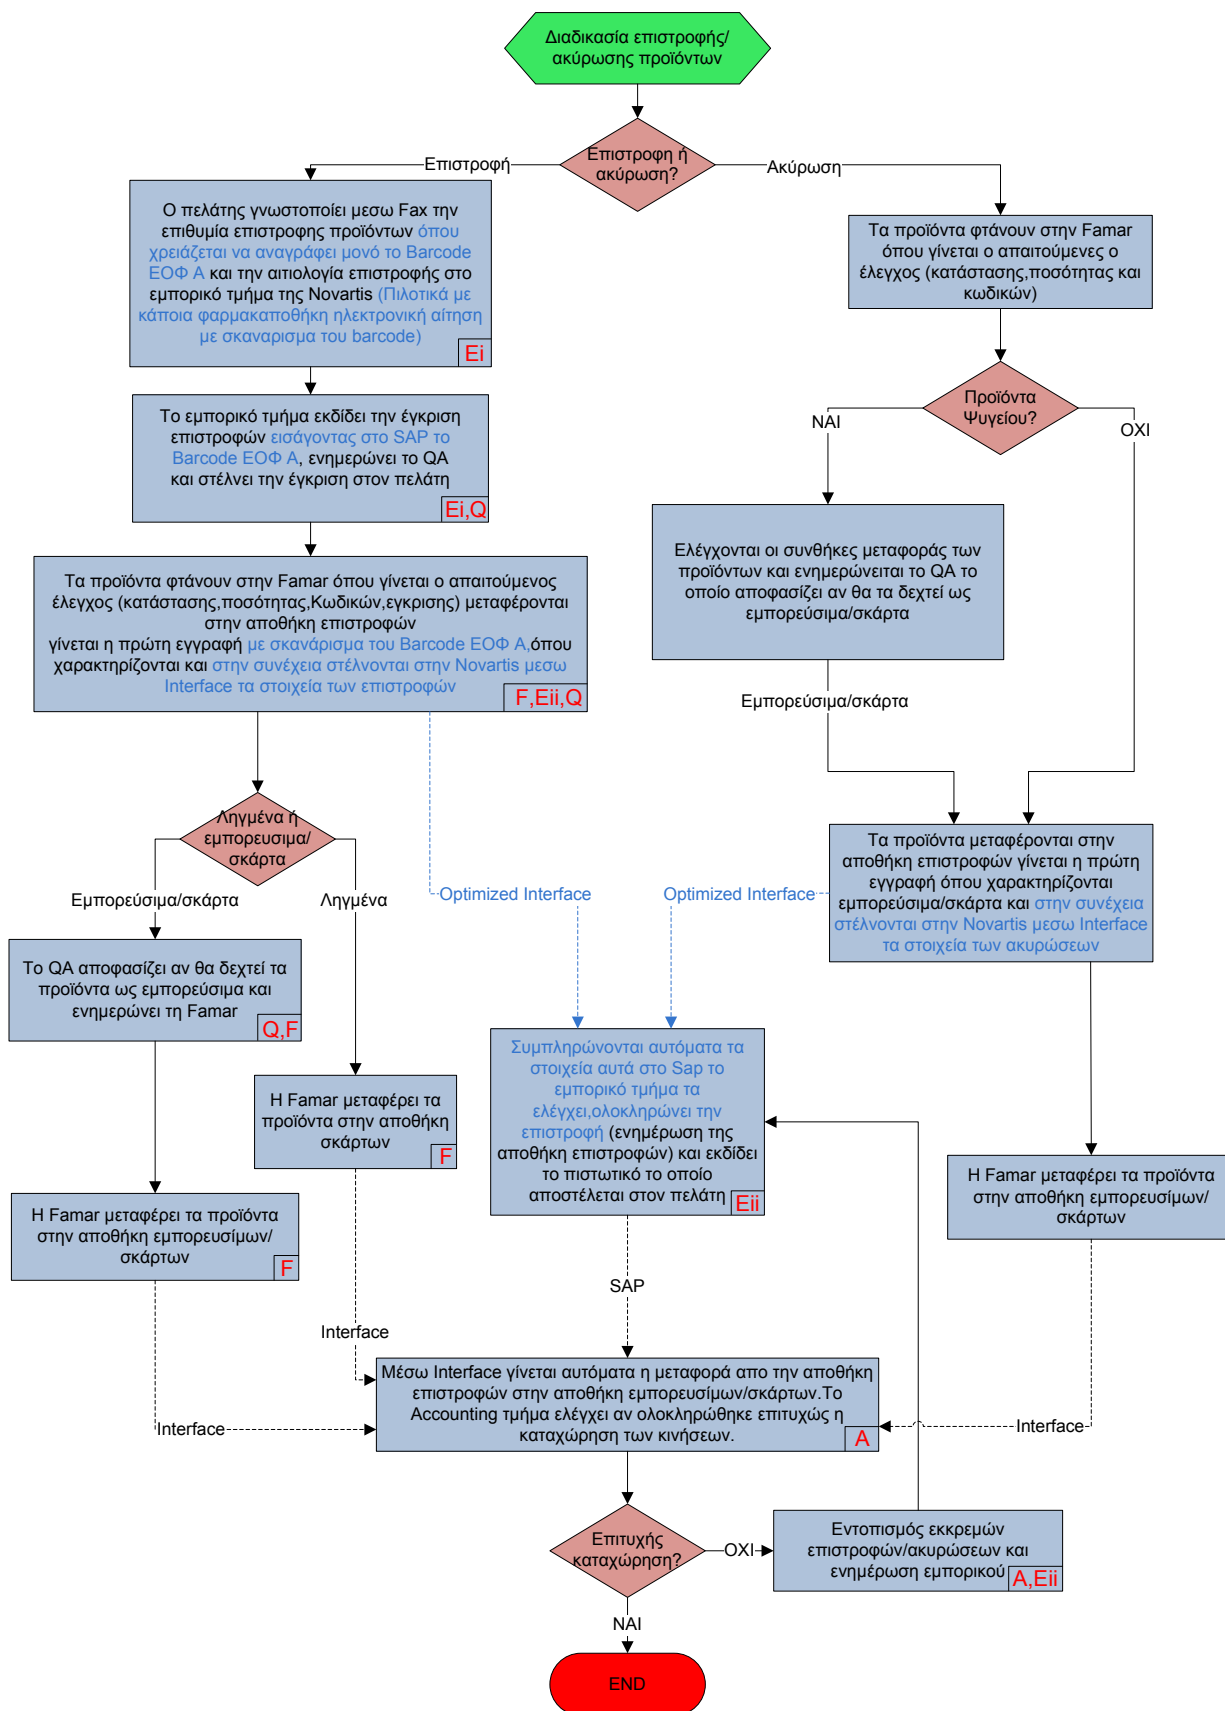 Διαδικασία επιστροφής/
ακύρωσης προϊόντων
Επιστροφη ή
ακύρωση?
Επιστροφή
Ακύρωση
Ο πελάτης γνωστοποίεί μεσω Fax την
επιθυμία επιστροφης προϊόντων όπου
χρειάζεται να αναγράφει μονό το Barcode
ΕΟΦ Α και την αιτιολογία επιστροφής στο
εμπορικό τμήμα της Novartis (Πιλοτικά με
κάποια φαρμακαποθήκη ηλεκτρονική αίτηση
με σκαναρισμα του barcode)
Ei
Τα προϊόντα φτάνουν στην Famar
όπου γίνεται ο απαιτούμενες ο
έλεγχος (κατάστασης,ποσότητας και
κωδικών)
Προϊόντα
Ψυγείου?
ΝΑΙ
ΟΧΙ
Το εμπορικό τμήμα εκδίδει την έγκριση
επιστροφών εισάγοντας στο SAP το
Barcode ΕΟΦ Α, ενημερώνει το QA
και στέλνει την έγκριση στον πελάτη
Ei,Q
Ελέγχονται οι συνθήκες μεταφοράς των
προϊόντων και ενημερώνειται το QA το
οποίο αποφασίζει αν θα τα δεχτεί ως
εμπορεύσιμα/σκάρτα
Τα προϊόντα φτάνουν στην Famar όπου γίνεται ο απαιτούμενος
έλεγχος (κατάστασης,ποσότητας,Κωδικών,εγκρισης) μεταφέρονται
στην αποθήκη επιστροφών
γίνεται η πρώτη εγγραφή με σκανάρισμα του Barcode ΕΟΦ Α,όπου
χαρακτηρίζονται και στην συνέχεια στέλνονται στην Novartis μεσω
Interface τα στοιχεία των επιστροφών
F,Eii,Q
Εμπορεύσιμα/σκάρτα
Ληγμένα ή
εμπορευσιμα/
σκάρτα
Εμπορεύσιμα/σκάρτα
Ληγμένα
Optimized Interface
Optimized Interface
Τα προϊόντα μεταφέρονται στην
αποθήκη επιστροφών γίνεται η πρώτη
εγγραφή όπου χαρακτηρίζονται
εμπορεύσιμα/σκάρτα και στην συνέχεια
στέλνονται στην Novartis μεσω Interface
τα στοιχεία των ακυρώσεων
Το QA αποφασίζει αν θα δεχτεί τα
προϊόντα ως εμπορεύσιμα και
ενημερώνει τη Famar
Q,F
Συμπληρώνονται αυτόματα τα
στοιχεία αυτά στο Sap το
εμπορικό τμήμα τα
ελέγχει,ολοκληρώνει την
επιστροφή (ενημέρωση της
αποθήκη επιστροφών) και εκδίδει
το πιστωτικό το οποίο
αποστέλεται στον πελάτη
Eii
Η Famar μεταφέρει τα
προϊόντα στην αποθήκη
σκάρτων
F
Η Famar μεταφέρει τα προϊόντα
στην αποθήκη εμπορευσίμων/
σκάρτων
Η Famar μεταφέρει τα προϊόντα
στην αποθήκη εμπορευσίμων/
σκάρτων
F
SAP
Interface
Μέσω Interface γίνεται αυτόματα η μεταφορά απο την αποθήκη
επιστροφών στην αποθήκη εμπορευσίμων/σκάρτων.Το
Accounting τμήμα ελέγχει αν ολοκληρώθηκε επιτυχώς η
καταχώρηση των κινήσεων.
A
Interface
Interface
Επιτυχής
καταχώρηση?
ΟΧΙ
Εντοπισμός εκκρεμών
επιστροφών/ακυρώσεων και
ενημέρωση εμπορικού
A,Eii
ΝΑΙ
END